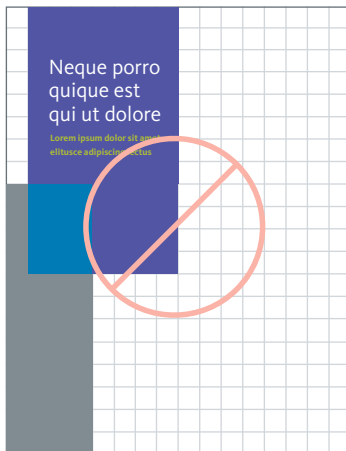 Neque porro
quique est
qui ut dolore
Lorem ipsum dolor sit amet
elitusce adipiscing lectus